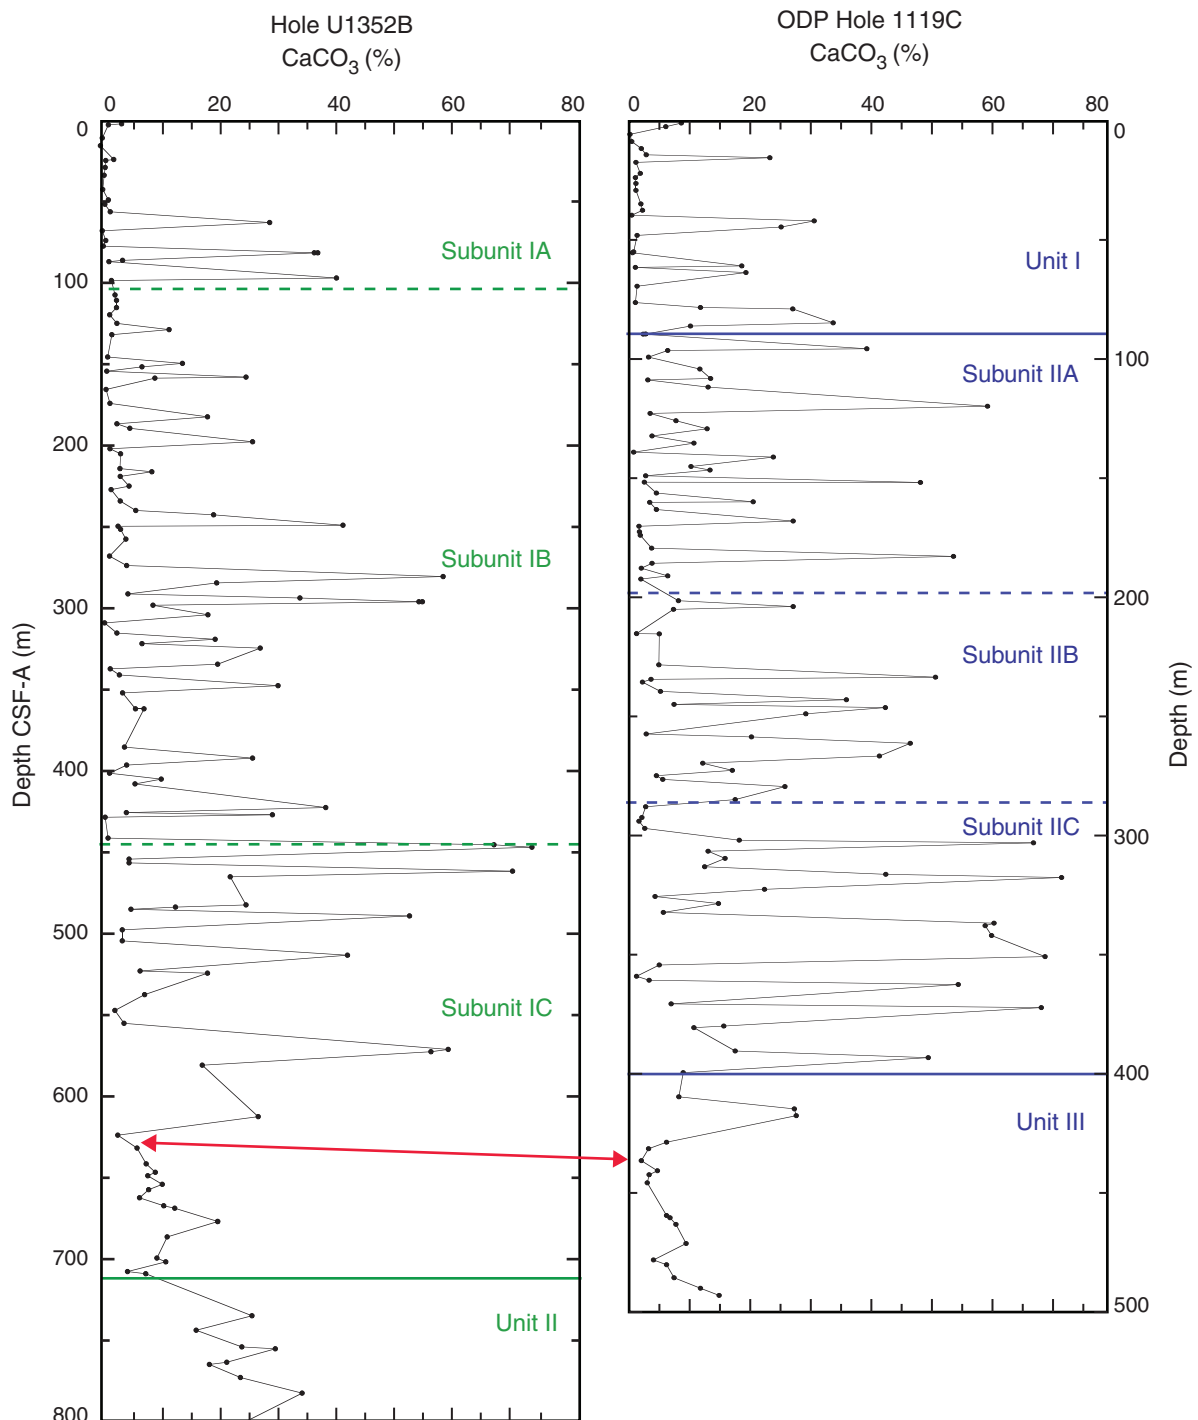 Hole U1352B
CaCO3 (%)
0 20 40 60 80
0
100
200
300
400
500
600
700
800
Depth CSF-A (m)
Subunit IA
Subunit IB
Subunit IC
Unit II
ODP Hole 1119C
CaCO3 (%)
0 20 40 60 80
0
100
200
300
400
500
Depth (m)
Unit I
Subunit IIA
Subunit IIB
Subunit IIC
Unit III